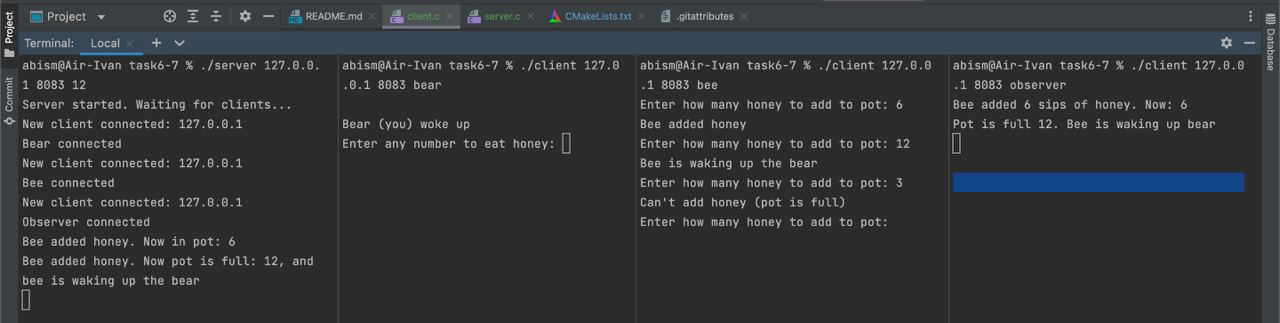 Project
README.md
client.c
server.c
CMakeLists.txt
.gitattributes
Project
Commit
Database
Terminal:
Local
abism@Air-Ivan task6-7 % ./server 127.0.0.
1 8083 12
Server started. Waiting for clients...
New client connected: 127.0.0.1
Bear connected
New client connected: 127.0.0.1
Bee connected
New client connected: 127.0.0.1
Observer connected
Bee added honey. Now in pot: 6
Bee added honey. Now pot is full: 12, and
bee is waking up the bear
abism@Air-Ivan task6-7 % ./client 127.0
.0.1 8083 bear
Bear (you) woke up
Enter any number to eat honey:
abism@Air-Ivan task6-7 % ./client 127.0.0
.1 8083 bee
Enter how many honey to add to pot: 6
Bee added honey
Enter how many honey to add to pot: 12
Bee is waking up the bear
Enter how many honey to add to pot: 3
Can't add honey (pot is full)
Enter how many honey to add to pot:
abism@Air-Ivan task6-7 % ./client 127.0.0
.1 8083 observer
Bee added 6 sips of honey. Now: 6
Pot is full 12. Bee is waking up bear